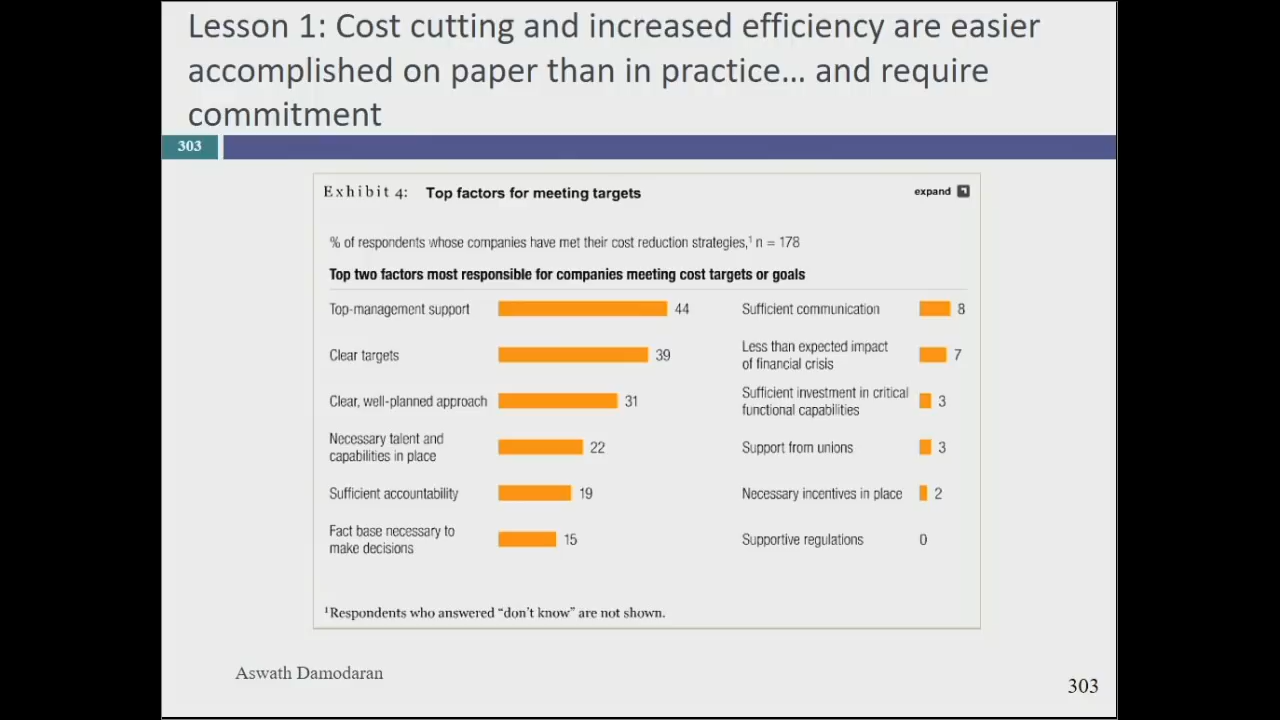 Lesson 1: Cost cutting and increased efficiency are easier
accomplished on paper than in practice… and require
commitment
303
Exhibit 4: Top factors for meeting targets
expand
% of respondents whose companies have met their cost reduction strategies,¹ n = 178
Top two factors most responsible for companies meeting cost targets or goals
Top-management support 44
Clear targets 39
Clear, well-planned approach 31
Necessary talent and
capabilities in place 22
Sufficient accountability 19
Fact base necessary to
make decisions 15
Sufficient communication 8
Less than expected impact
of financial crisis 7
Sufficient investment in critical
functional capabilities 3
Support from unions 3
Necessary incentives in place 2
Supportive regulations 0
¹Respondents who answered “don’t know” are not shown.
Aswath Damodaran
303